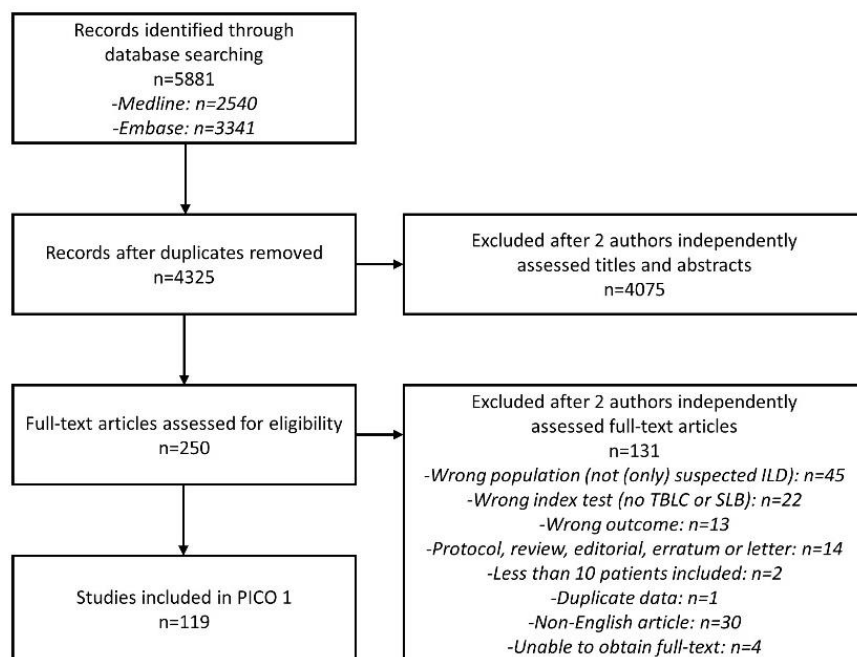 Records identified through
database searching
n=5881
-Medline: n=2540
-Embase: n=3341
Records after duplicates removed
n=4325
Excluded after 2 authors independently
assessed titles and abstracts
n=4075
Full-text articles assessed for eligibility
n=250
Excluded after 2 authors independently
assessed full-text articles
n=131
-Wrong population (not (only) suspected ILD): n=45
-Wrong index test (no TBLC or SLB): n=22
-Wrong outcome: n=13
-Protocol, review, editorial, erratum or letter: n=14
-Less than 10 patients included: n=2
-Duplicate data: n=1
-Non-English article: n=30
-Unable to obtain full-text: n=4
Studies included in PICO 1
n=119